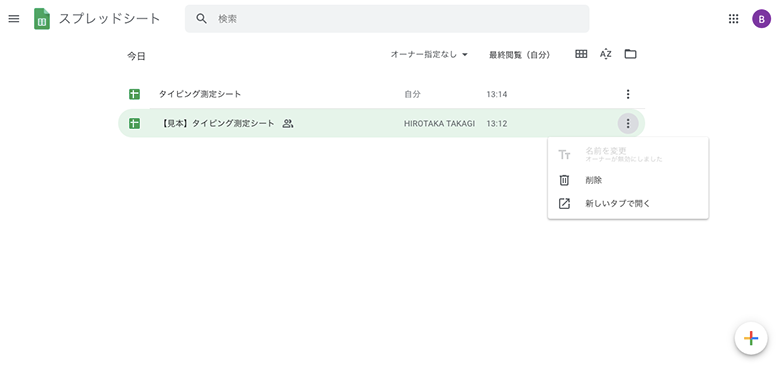 スプレッドシート
検索
B
今日
オーナー指定なし
最終閲覧（自分）
タイピング測定シート
自分
13:14
【見本】タイピング測定シート
HIROTAKA TAKAGI
13:12
名前を変更
オーナーが無効にしました
削除
新しいタブで開く